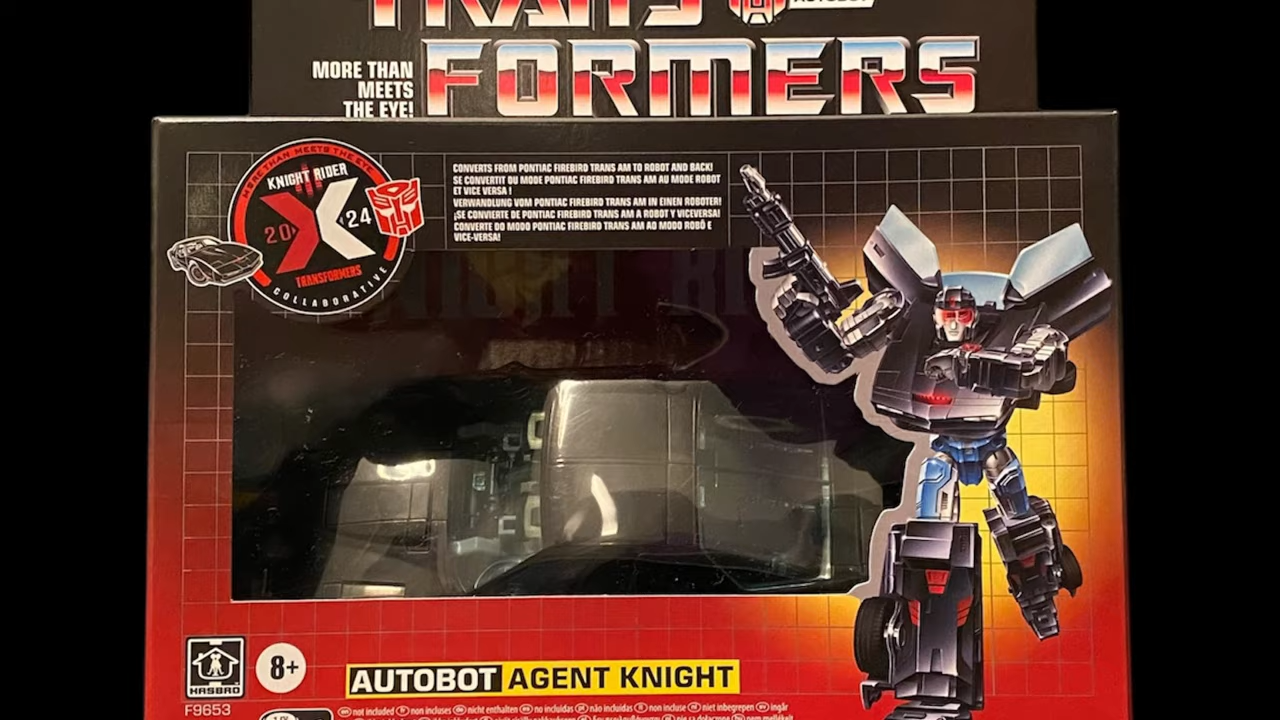 TRANS
AUTOBOT
FORMERS
MORE THAN
MEETS
THE EYE!
MORE THAN MEETS THE EYE
KNIGHT RIDER
20 '24
TRANSFORMERS
COLLABORATIVE
CONVERTS FROM PONTIAC FIREBIRD TRANS AM TO ROBOT AND BACK!
SE CONVERTIT DU MODE PONTIAC FIREBIRD TRANS AM AU MODE ROBOT
ET VICE VERSA !
VERWANDLUNG VOM PONTIAC FIREBIRD TRANS AM IN EINEN ROBOTER!
¡SE CONVIERTE DE PONTIAC FIREBIRD TRANS AM A ROBOT Y VICEVERSA!
CONVERTE DO MODO PONTIAC FIREBIRD TRANS AM AO MODO ROBÔ E
VICE-VERSA!
HASBRO
8+
F9653
AUTOBOT AGENT KNIGHT
not included non incluses nicht enthalten no incluidas não incluídas non incluse niet inbegrepen ingår